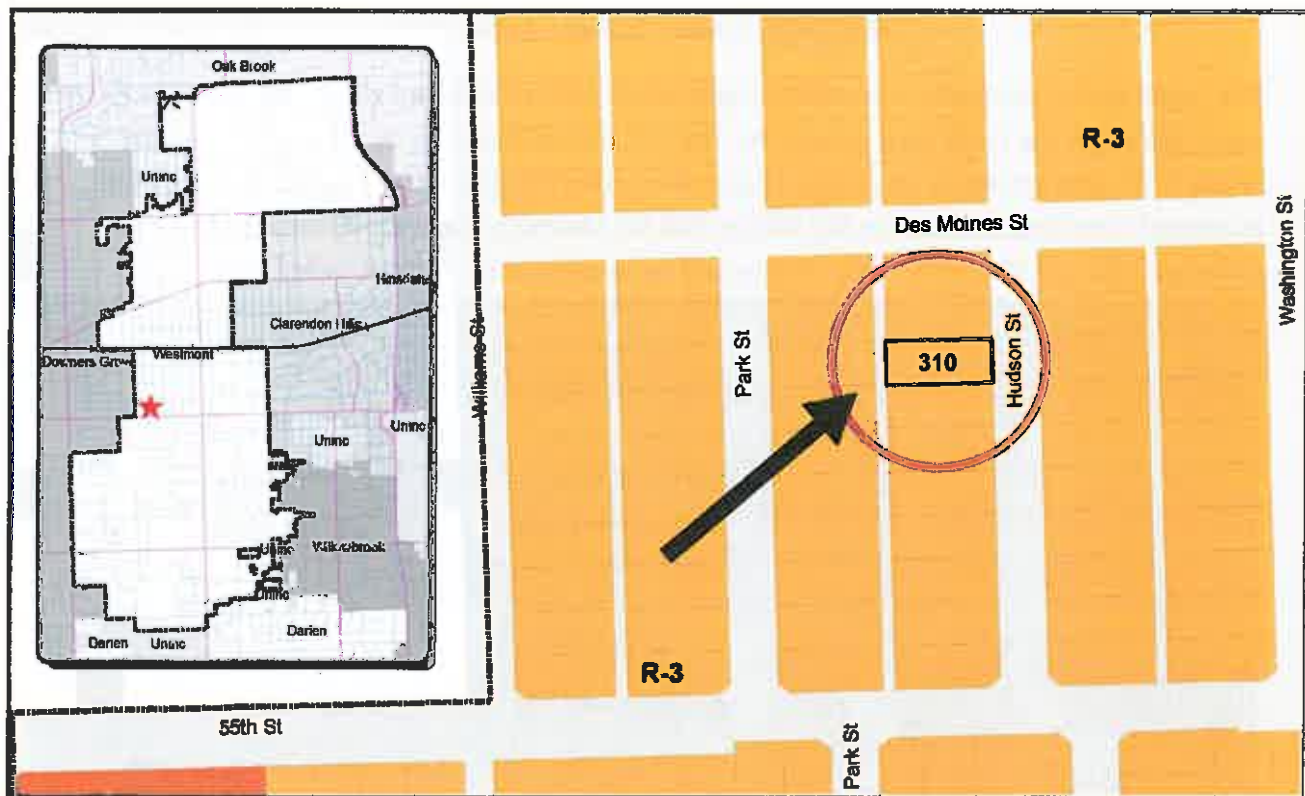 Oak Brook
Uninc
Hinsdale
Clarendon Hills
Downers Grove
Westmont
Uninc
Uninc
Uninc
Willowbrook
Uninc
Darien
Uninc
Darien
Williams St
R-3
Des Moines St
Washington St
Park St
310
Hudson St
R-3
55th St
Park St